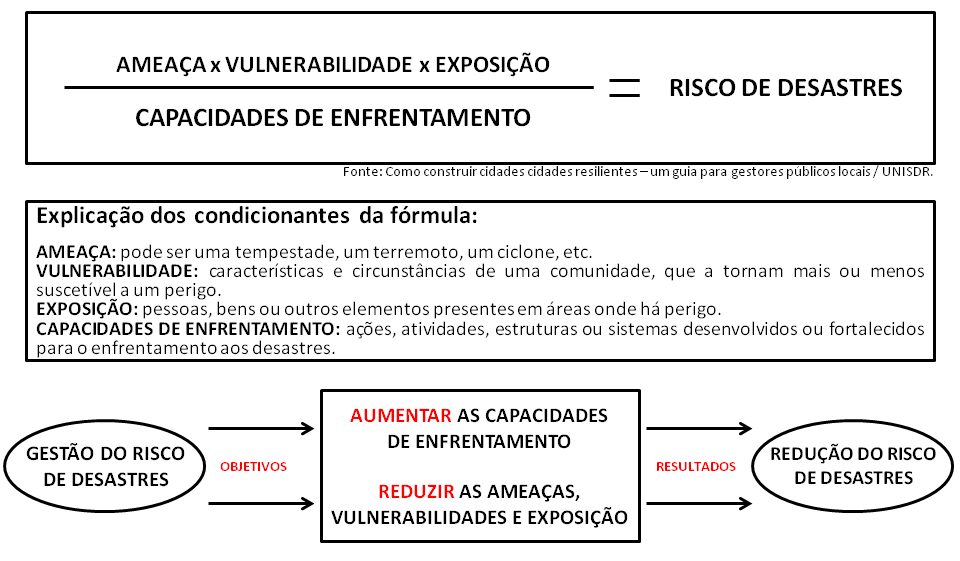 AMEAÇA x VULNERABILIDADE x EXPOSIÇÃO
CAPACIDADES DE ENFRENTAMENTO
=
RISCO DE DESASTRES
Fonte: Como construir cidades cidades resilientes – um guia para gestores públicos locais / UNISDR.
Explicação dos condicionantes da fórmula:
AMEAÇA: pode ser uma tempestade, um terremoto, um ciclone, etc.
VULNERABILIDADE: características e circunstâncias de uma comunidade, que a tornam mais ou menos
suscetível a um perigo.
EXPOSIÇÃO: pessoas, bens ou outros elementos presentes em áreas onde há perigo.
CAPACIDADES DE ENFRENTAMENTO: ações, atividades, estruturas ou sistemas desenvolvidos ou fortalecidos
para o enfrentamento aos desastres.
GESTÃO DO RISCO
DE DESASTRES
OBJETIVOS
AUMENTAR AS CAPACIDADES
DE ENFRENTAMENTO
REDUZIR AS AMEAÇAS,
VULNERABILIDADES E EXPOSIÇÃO
RESULTADOS
REDUÇÃO DO RISCO
DE DESASTRES